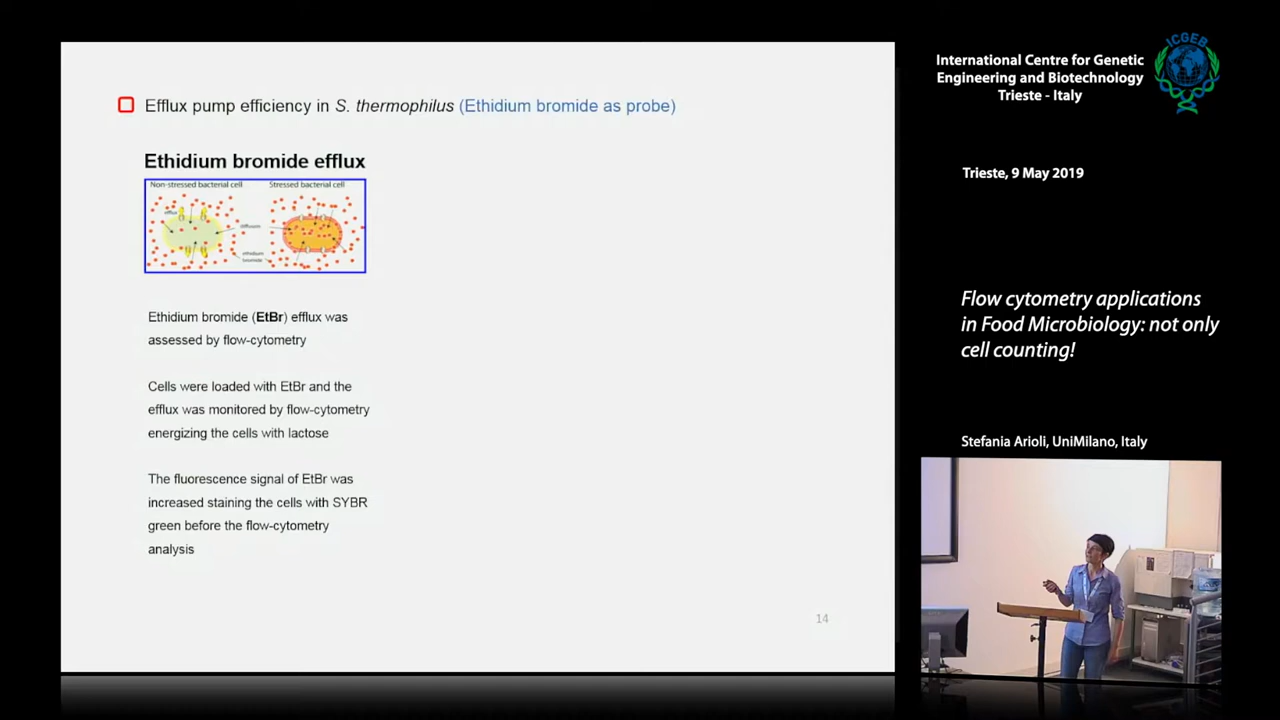 Efflux pump efficiency in S. thermophilus (Ethidium bromide as probe)
Ethidium bromide efflux
Non-stressed bacterial cell
Stressed bacterial cell
efflux
diffusion
ethidium
bromide
Ethidium bromide (EtBr) efflux was
assessed by flow-cytometry
Cells were loaded with EtBr and the
efflux was monitored by flow-cytometry
energizing the cells with lactose
The fluorescence signal of EtBr was
increased staining the cells with SYBR
green before the flow-cytometry
analysis
14
International Centre for Genetic
Engineering and Biotechnology
Trieste - Italy
ICGEB
Trieste, 9 May 2019
Flow cytometry applications
in Food Microbiology: not only
cell counting!
Stefania Arioli, UniMilano, Italy